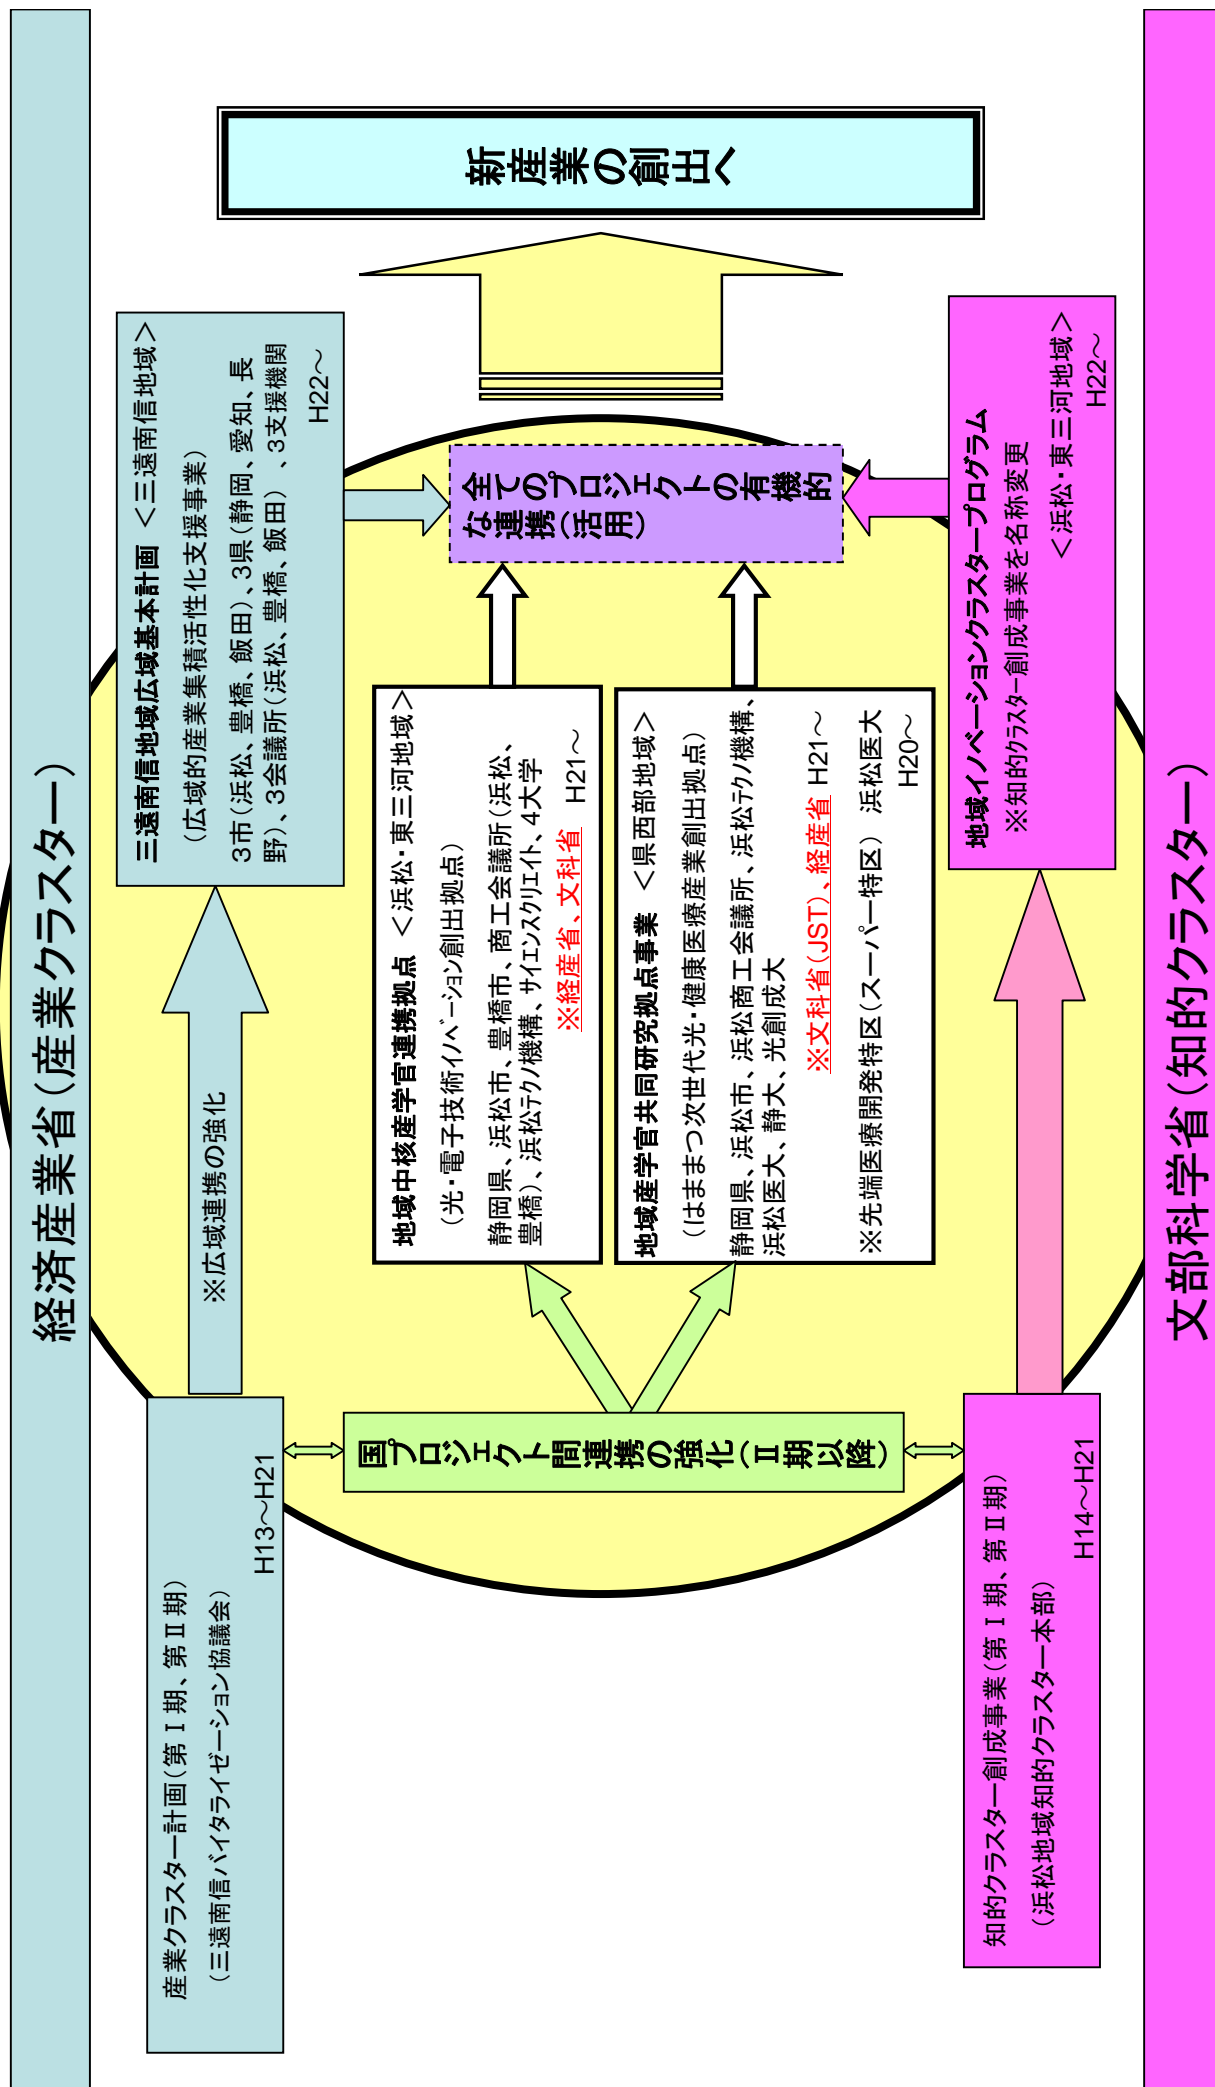 経済産業省(産業クラスター)
産業クラスター計画(第Ⅰ期、第Ⅱ期)
(三遠南信バイタライゼーション協議会)
H13～H21
※広域連携の強化
三遠南信地域広域基本計画 <三遠南信地域>
(広域的産業集積活性化支援事業)
3市(浜松、豊橋、飯田)、3県(静岡、愛知、長
野)、3会議所(浜松、豊橋、飯田) 、3支援機関
H22～
国プロジェクト間連携の強化(Ⅱ期以降)
地域中核産学官連携拠点 <浜松・東三河地域>
(光・電子技術ｲﾉﾍﾞｰｼｮﾝ創出拠点)
静岡県、浜松市、豊橋市、商工会議所(浜松、
豊橋)、浜松ﾃｸﾉ機構、ｻｲｴﾝｽｸﾘｴｲﾄ、4大学
※経産省、文科省 H21～
地域産学官共同研究拠点事業 <県西部地域>
(はままつ次世代光・健康医療産業創出拠点)
静岡県、浜松市、浜松商工会議所、浜松ﾃｸﾉ機構、
浜松医大、静大、光創成大
※文科省(JST)、経産省 H21～
※先端医療開発特区(スーパー特区) 浜松医大
H20～
全てのプロジェクトの有機的
な連携(活用)
新産業の創出へ
知的クラスター創成事業(第Ⅰ期、第Ⅱ期)
(浜松地域知的クラスター本部)
H14～H21
地域イノベーションクラスタープログラム
※知的ｸﾗｽﾀｰ創成事業を名称変更
<浜松・東三河地域>
H22～
文部科学省(知的クラスター)